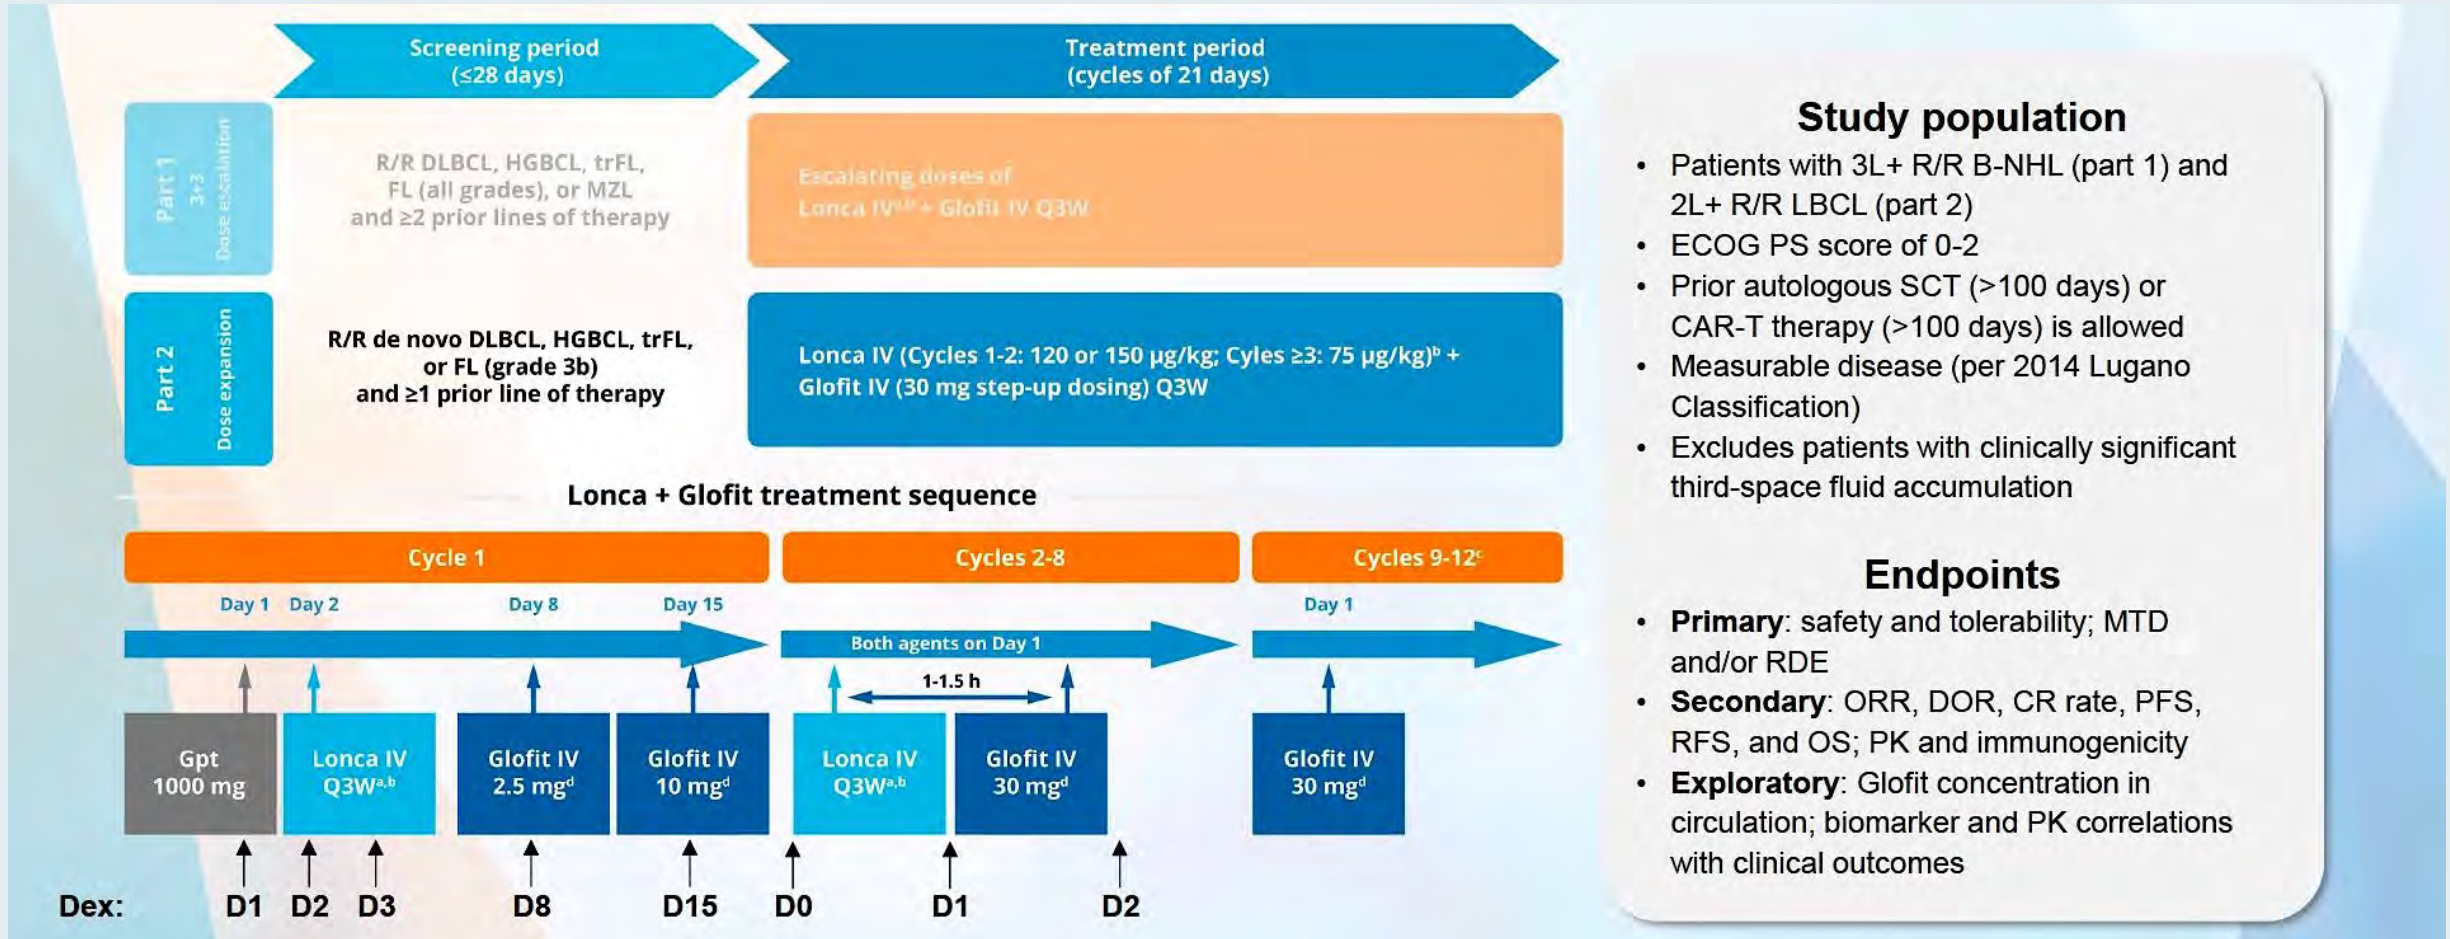 Screening period
(≤28 days)
Treatment period
(cycles of 21 days)
Part 1
3+3
Dose escalation
R/R DLBCL, HGBCL, trFL,
FL (all grades), or MZL
and ≥2 prior lines of therapy
Escalating doses of
Lonca IVᵃ,ᵇ + Glofit IV Q3W
Part 2
Dose expansion
R/R de novo DLBCL, HGBCL, trFL,
or FL (grade 3b)
and ≥1 prior line of therapy
Lonca IV (Cycles 1-2: 120 or 150 µg/kg; Cyles ≥3: 75 µg/kg)ᵇ +
Glofit IV (30 mg step-up dosing) Q3W
Lonca + Glofit treatment sequence
Cycle 1
Cycles 2-8
Cycles 9-12ᶜ
Day 1 Day 2 Day 8 Day 15
Both agents on Day 1
Day 1
1-1.5 h
Gpt
1000 mg
Lonca IV
Q3Wᵃ,ᵇ
Glofit IV
2.5 mgᵈ
Glofit IV
10 mgᵈ
Lonca IV
Q3Wᵃ,ᵇ
Glofit IV
30 mgᵈ
Glofit IV
30 mgᵈ
Dex: D1 D2 D3 D8 D15 D0 D1 D2
Study population
• Patients with 3L+ R/R B-NHL (part 1) and
2L+ R/R LBCL (part 2)
• ECOG PS score of 0-2
• Prior autologous SCT (>100 days) or
CAR-T therapy (>100 days) is allowed
• Measurable disease (per 2014 Lugano
Classification)
• Excludes patients with clinically significant
third-space fluid accumulation
Endpoints
• Primary: safety and tolerability; MTD
and/or RDE
• Secondary: ORR, DOR, CR rate, PFS,
RFS, and OS; PK and immunogenicity
• Exploratory: Glofit concentration in
circulation; biomarker and PK correlations
with clinical outcomes